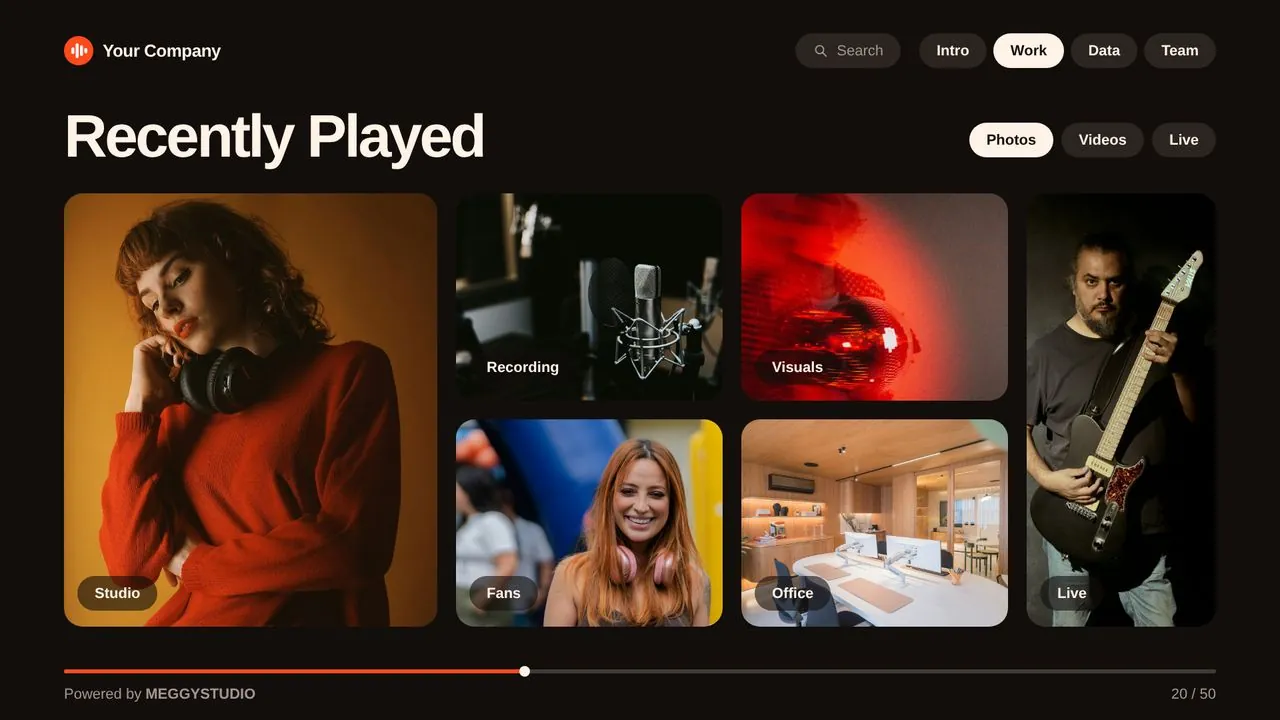 Your Company
Search
Intro
Work
Data
Team
Recently Played
Photos
Videos
Live
Recording
Visuals
Studio
Fans
Office
Live
Powered by MEGGYSTUDIO
20 / 50